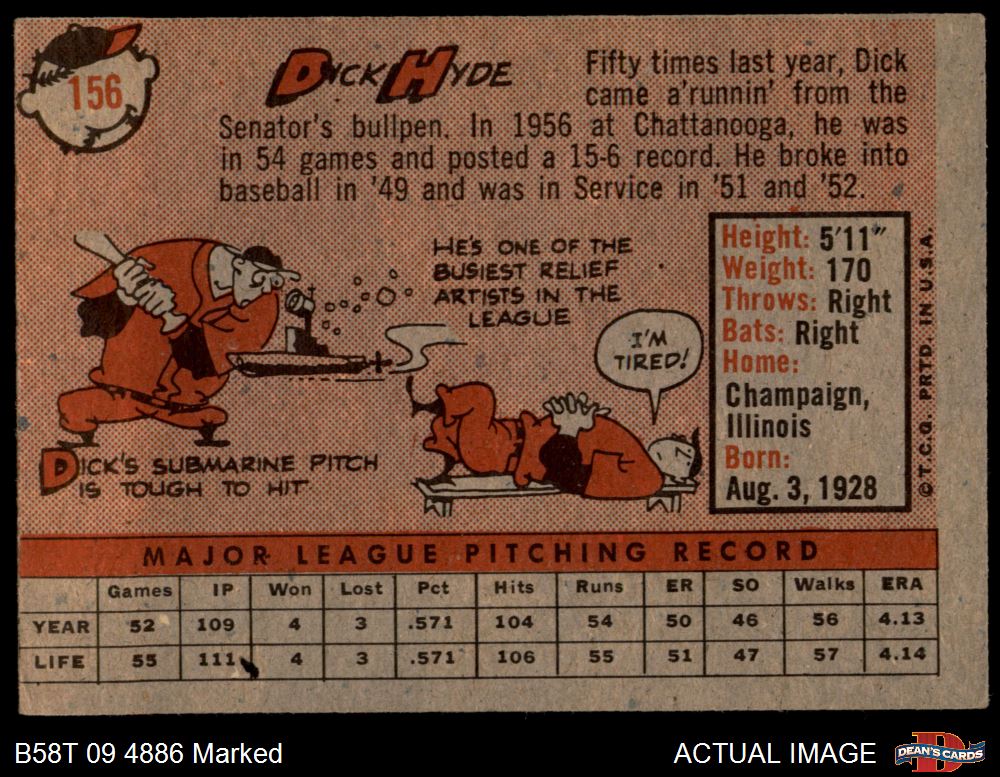 156
DICK HYDE
Fifty times last year, Dick
came a'runnin' from the
Senator's bullpen. In 1956 at Chattanooga, he was
in 54 games and posted a 15-6 record. He broke into
baseball in '49 and was in Service in '51 and '52.
HE'S ONE OF THE
BUSIEST RELIEF
ARTISTS IN THE
LEAGUE
I'M
TIRED!
DICK'S SUBMARINE PITCH
IS TOUGH TO HIT
Height: 5'11"
Weight: 170
Throws: Right
Bats: Right
Home:
Champaign,
Illinois
Born:
Aug. 3, 1928
© T.C.G. PRTD. IN U.S.A.
MAJOR LEAGUE PITCHING RECORD
Games IP Won Lost Pct Hits Runs ER SO Walks ERA
YEAR 52 109 4 3 .571 104 54 50 46 56 4.13
LIFE 55 111 4 3 .571 106 55 51 47 57 4.14
B58T 09 4886 Marked
ACTUAL IMAGE
DEAN'S CARDS